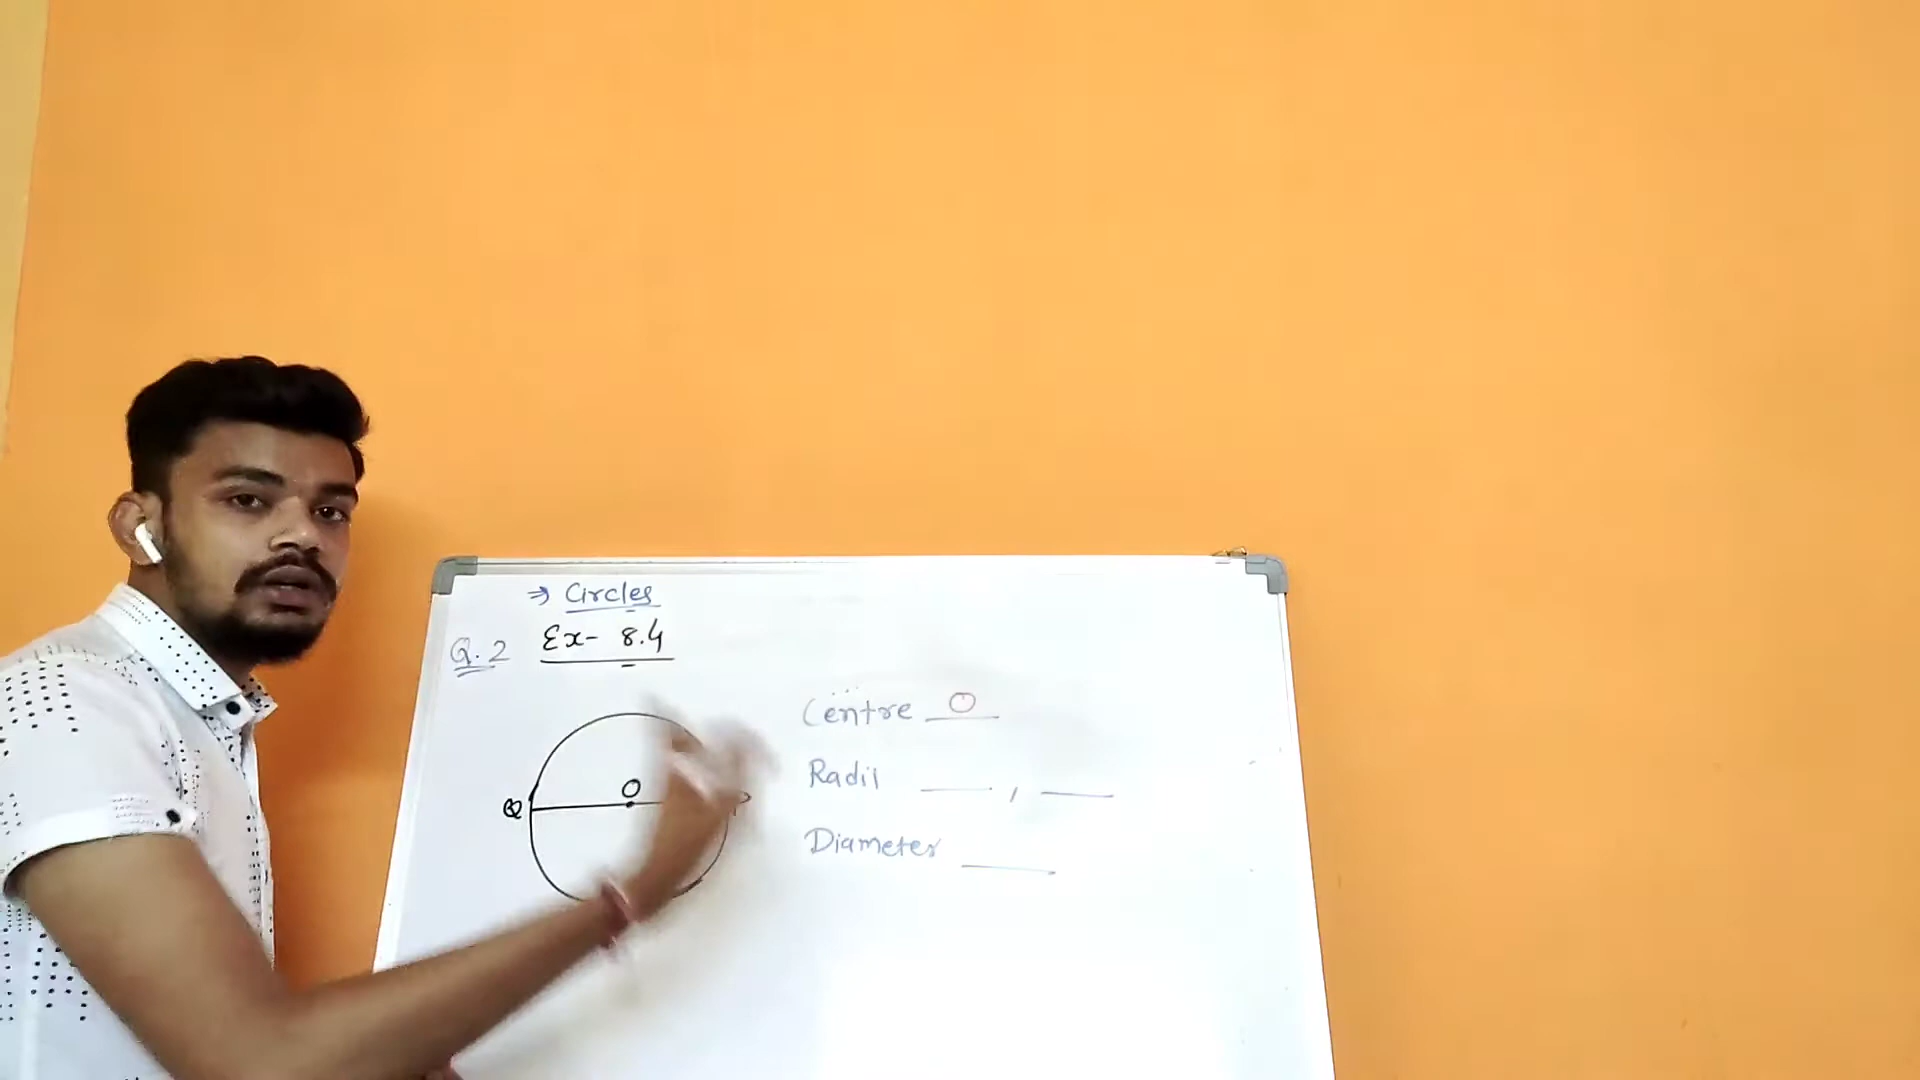 ⇒ Circles
Q.2 Ex- 8.4
Centre O
O
Q
Radii ___ , ___
Diameter ___